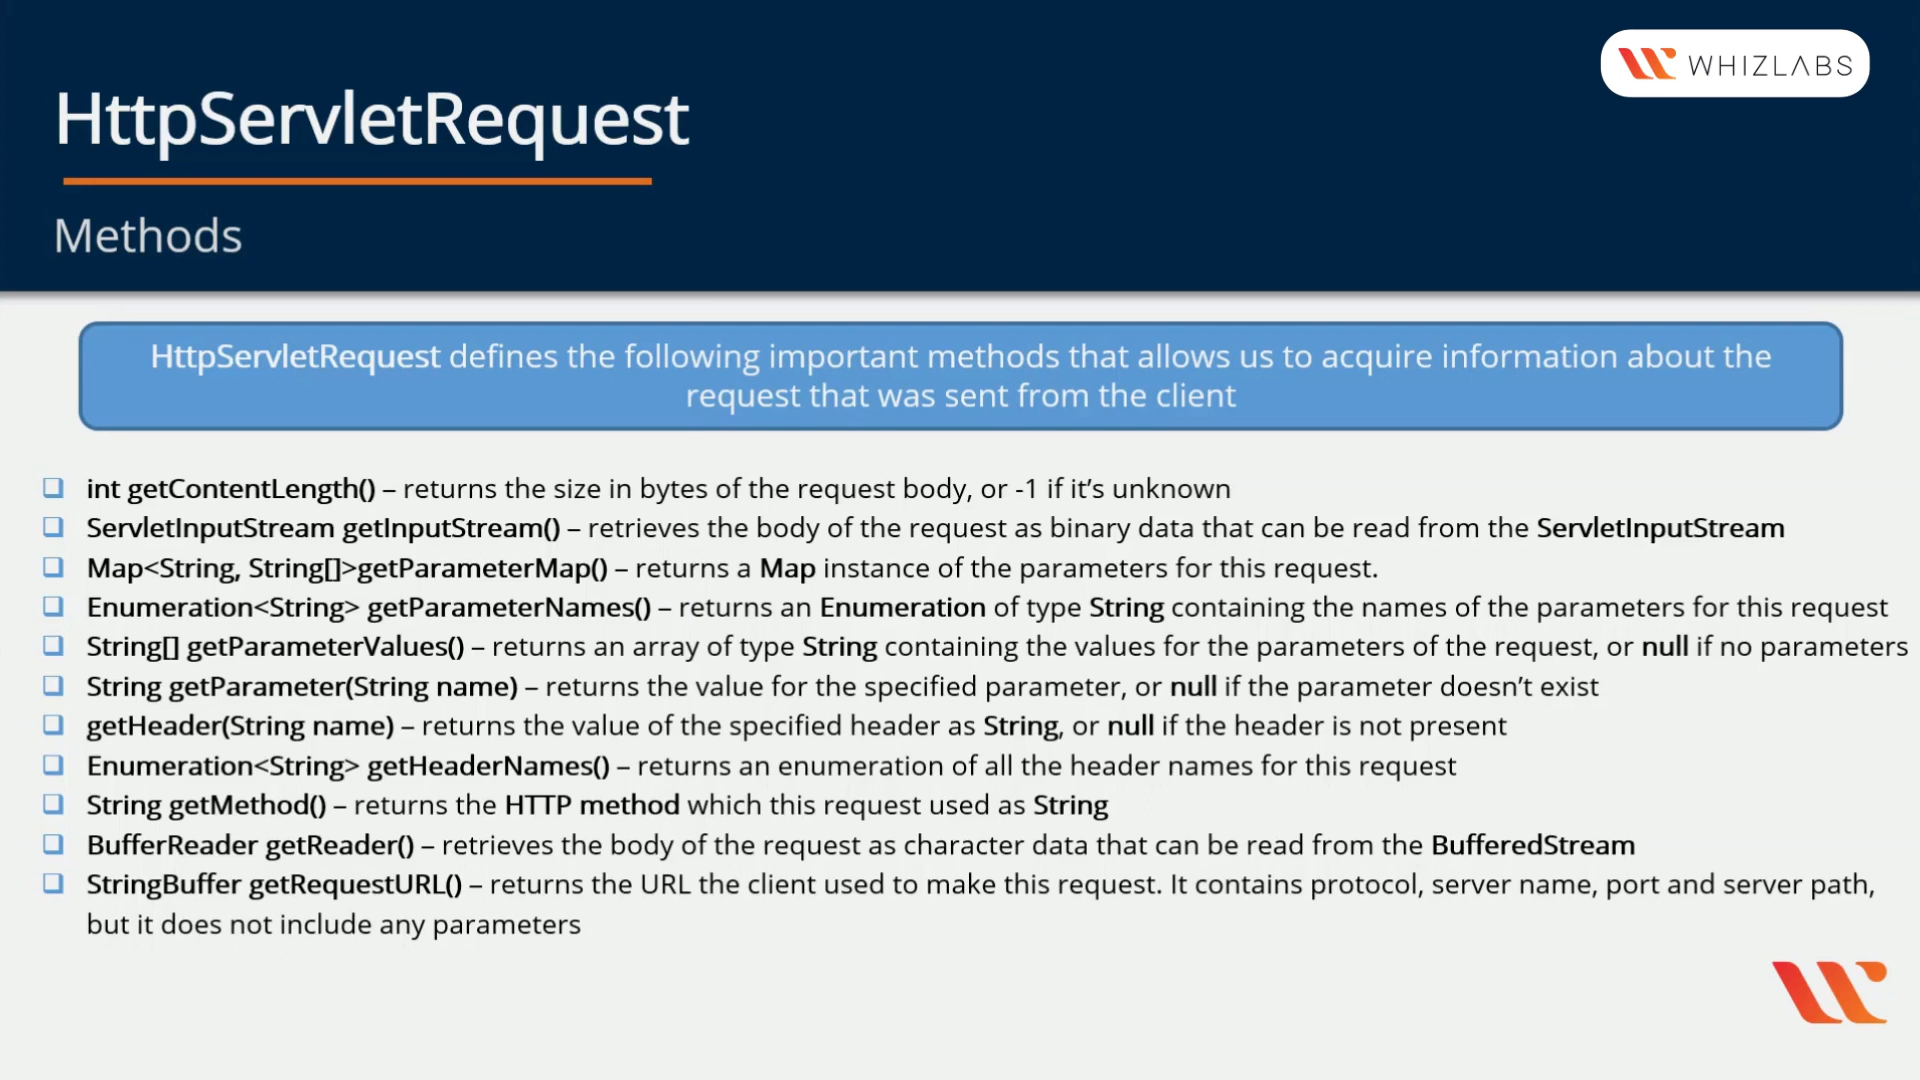 WHIZLABS
HttpServletRequest
Methods
HttpServletRequest defines the following important methods that allows us to acquire information about the
request that was sent from the client
int getContentLength() – returns the size in bytes of the request body, or -1 if it’s unknown
ServletInputStream getInputStream() – retrieves the body of the request as binary data that can be read from the ServletInputStream
Map<String, String[]>getParameterMap() – returns a Map instance of the parameters for this request.
Enumeration<String> getParameterNames() – returns an Enumeration of type String containing the names of the parameters for this request
String[] getParameterValues() – returns an array of type String containing the values for the parameters of the request, or null if no parameters
String getParameter(String name) – returns the value for the specified parameter, or null if the parameter doesn’t exist
getHeader(String name) – returns the value of the specified header as String, or null if the header is not present
Enumeration<String> getHeaderNames() – returns an enumeration of all the header names for this request
String getMethod() – returns the HTTP method which this request used as String
BufferReader getReader() – retrieves the body of the request as character data that can be read from the BufferedStream
StringBuffer getRequestURL() – returns the URL the client used to make this request. It contains protocol, server name, port and server path,
but it does not include any parameters